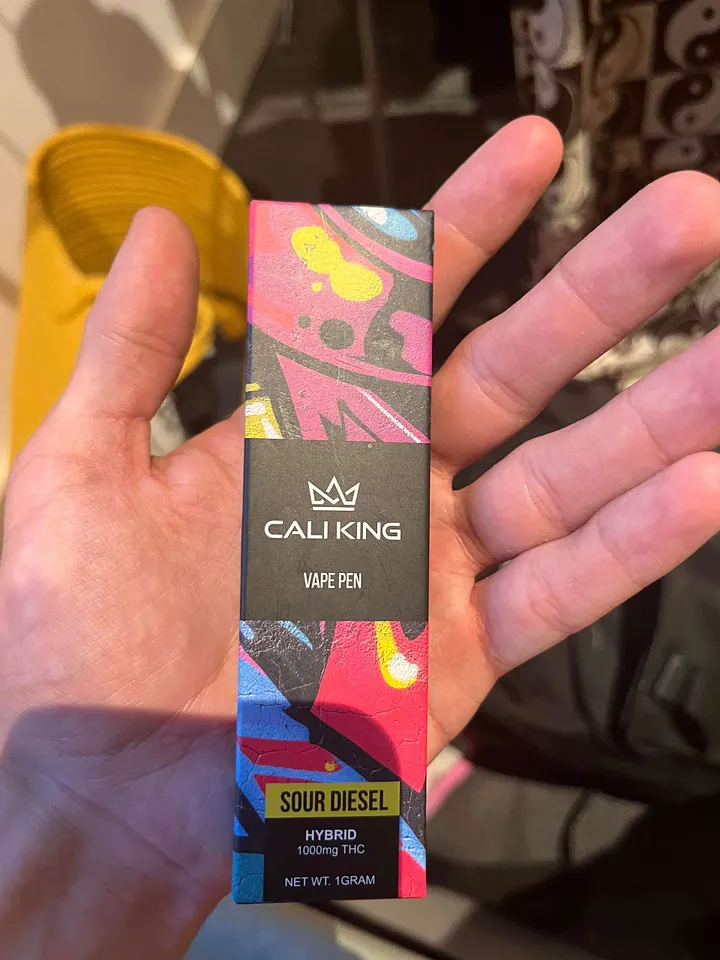 CALI KING
VAPE PEN
SOUR DIESEL
HYBRID
1000mg THC
NET WT. 1GRAM